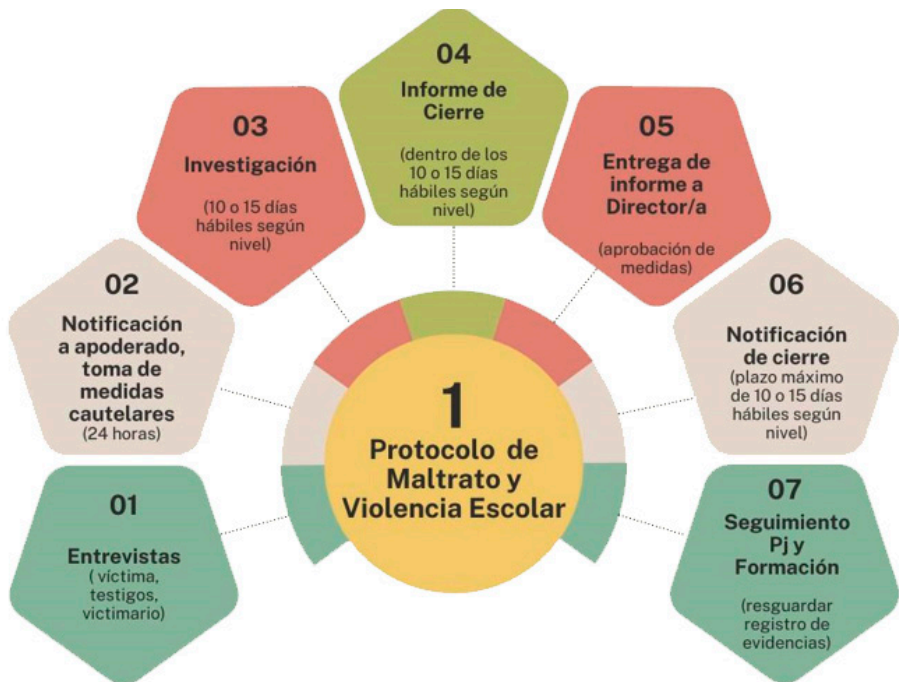 1
Protocolo de
Maltrato y
Violencia Escolar
01
Entrevistas
( víctima,
testigos,
victimario)
02
Notificación
a apoderado,
toma de
medidas
cautelares
(24 horas)
03
Investigación
(10 o 15 días
hábiles según
nivel)
04
Informe de
Cierre
(dentro de los
10 o 15 días
hábiles según
nivel)
05
Entrega de
informe a
Director/a
(aprobación de
medidas)
06
Notificación
de cierre
(plazo máximo
de 10 o 15 días
hábiles según
nivel)
07
Seguimiento
Pj y
Formación
(resguardar
registro de
evidencias)